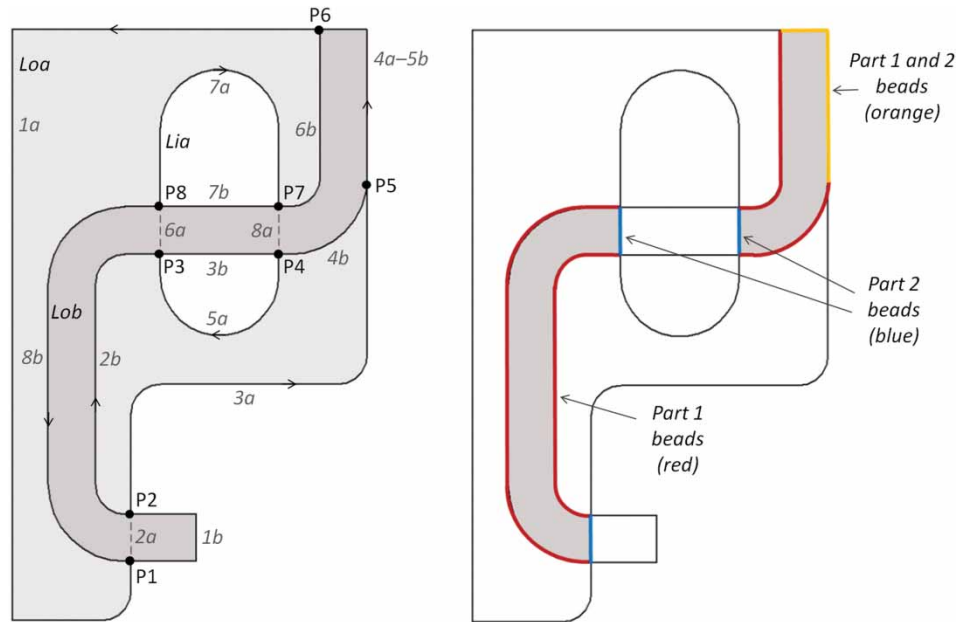 P6
Loa
4a–5b
Part 1 and 2
beads
(orange)
7a
1a
6b
Lia
P8
7b
P7
P5
6a
8a
P3
3b
P4
4b
Lob
5a
Part 2
beads
(blue)
8b
2b
3a
Part 1
beads
(red)
P2
2a
1b
P1